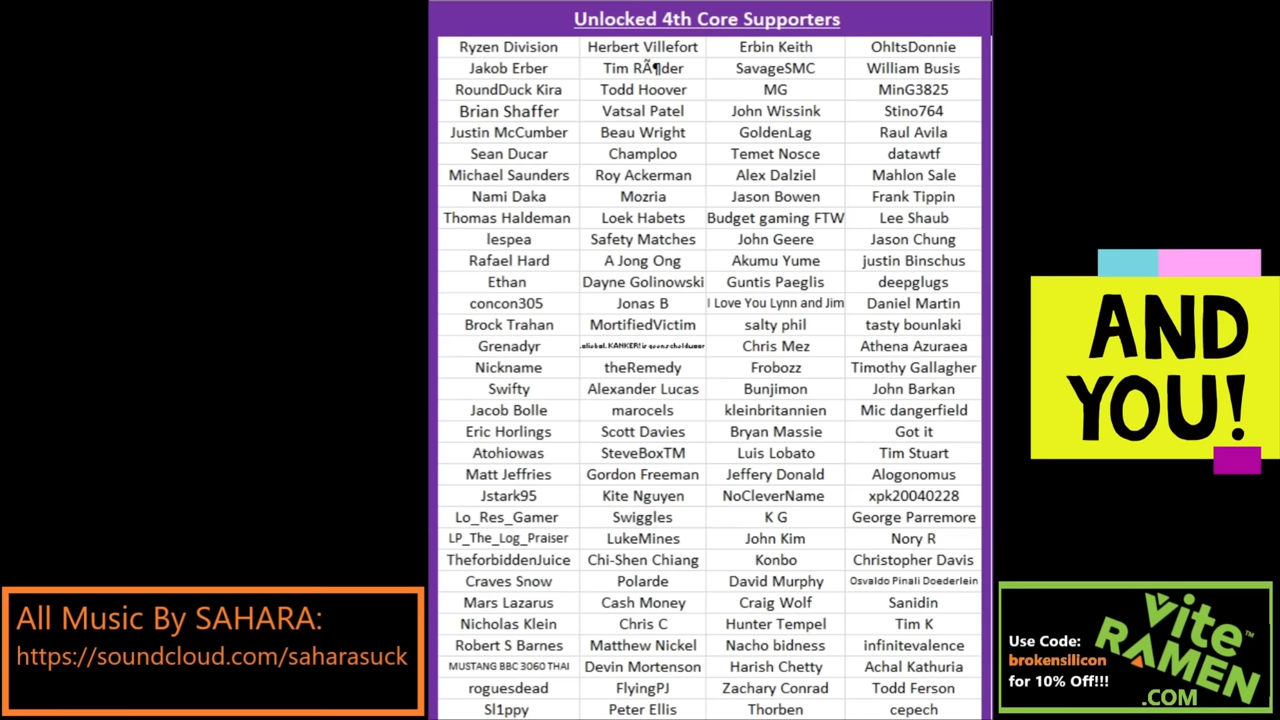 Unlocked 4th Core Supporters
Ryzen Division Herbert Villefort Erbin Keith OhItsDonnie
Jakob Erber Tim RÃ¶der SavageSMC William Busis
RoundDuck Kira Todd Hoover MG MinG3825
Brian Shaffer Vatsal Patel John Wissink Stino764
Justin McCumber Beau Wright GoldenLag Raul Avila
Sean Ducar Champloo Temet Nosce datawtf
Michael Saunders Roy Ackerman Alex Dalziel Mahlon Sale
Nami Daka Mozria Jason Bowen Frank Tippin
Thomas Haldeman Loek Habets Budget gaming FTW Lee Shaub
lespea Safety Matches John Geere Jason Chung
Rafael Hard A Jong Ong Akumu Yume justin Binschus
Ethan Dayne Golinowski Guntis Paeglis deepglugs
concon305 Jonas B I Love You Lynn and Jim Daniel Martin
Brock Trahan MortifiedVictim salty phil tasty bounlaki
Grenadyr Chris Mez Athena Azuraea
Nickname theRemedy Frobozz Timothy Gallagher
Swifty Alexander Lucas Bunjimon John Barkan
Jacob Bolle marocels kleinbritannien Mic dangerfield
Eric Horlings Scott Davies Bryan Massie Got it
Atohiowas SteveBoxTM Luis Lobato Tim Stuart
Matt Jeffries Gordon Freeman Jeffery Donald Alogonomus
Jstark95 Kite Nguyen NoCleverName xpk20040228
Lo_Res_Gamer Swiggles K G George Parremore
LP_The_Log_Praiser LukeMines John Kim Nory R
TheforbiddenJuice Chi-Shen Chiang Konbo Christopher Davis
Craves Snow Polarde David Murphy Osvaldo Pinali Doederlein
Mars Lazarus Cash Money Craig Wolf Sanidin
Nicholas Klein Chris C Hunter Tempel Tim K
Robert S Barnes Matthew Nickel Nacho bidness infinitevalence
MUSTANG BBC 3060 THAI Devin Mortenson Harish Chetty Achal Kathuria
roguesdead FlyingPJ Zachary Conrad Todd Ferson
Sl1ppy Peter Ellis Thorben cepech
AND
YOU!
All Music By SAHARA:
https://soundcloud.com/saharasuck
Use Code:
brokensilicon
for 10% Off!!!
Vite™
RAMEN
.COM